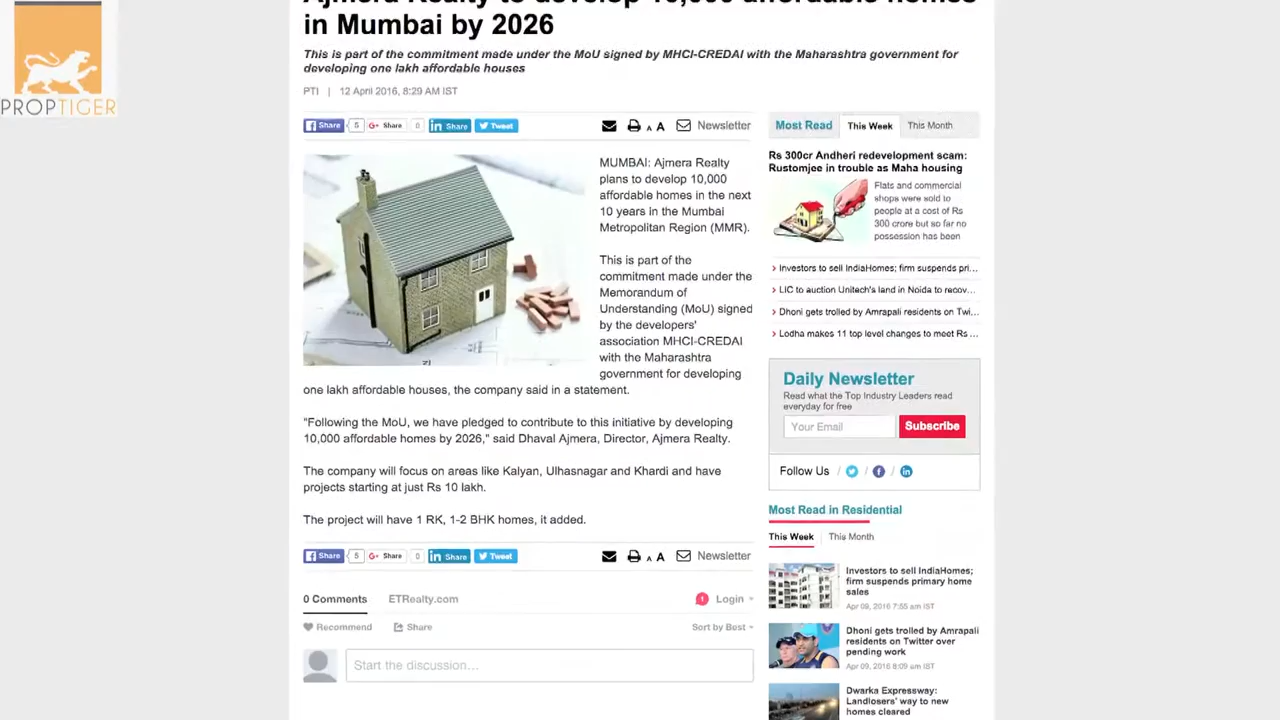 Ajmera Realty to develop 10,000 affordable homes
in Mumbai by 2026
This is part of the commitment made under the MoU signed by MHCI-CREDAI with the Maharashtra government for
developing one lakh affordable houses
PTI | 12 April 2016, 8:29 AM IST
PROPTIGER
Share 5 Share 0 Share Tweet A A Newsletter
MUMBAI: Ajmera Realty
plans to develop 10,000
affordable homes in the next
10 years in the Mumbai
Metropolitan Region (MMR).
This is part of the
commitment made under the
Memorandum of
Understanding (MoU) signed
by the developers'
association MHCI-CREDAI
with the Maharashtra
government for developing
one lakh affordable houses, the company said in a statement.
"Following the MoU, we have pledged to contribute to this initiative by developing
10,000 affordable homes by 2026," said Dhaval Ajmera, Director, Ajmera Realty.
The company will focus on areas like Kalyan, Ulhasnagar and Khardi and have
projects starting at just Rs 10 lakh.
The project will have 1 RK, 1-2 BHK homes, it added.
Share 5 Share 0 Share Tweet A A Newsletter
0 Comments ETRealty.com 1 Login
Recommend Share Sort by Best
Start the discussion...
Most Read This Week This Month
Rs 300cr Andheri redevelopment scam:
Rustomjee in trouble as Maha housing
Flats and commercial
shops were sold to
people at a cost of Rs
300 crore but so far no
possession has been
› Investors to sell IndiaHomes; firm suspends pri...
› LIC to auction Unitech's land in Noida to recov...
› Dhoni gets trolled by Amrapali residents on Twi...
› Lodha makes 11 top level changes to meet Rs ...
Daily Newsletter
Read what the Top Industry Leaders read
everyday for free
Your Email Subscribe
Follow Us / / /
Most Read in Residential
This Week | This Month
Investors to sell IndiaHomes;
firm suspends primary home
sales
Apr 09, 2016 7:55 am IST
Dhoni gets trolled by Amrapali
residents on Twitter over
pending work
Apr 09, 2016 8:09 am IST
Dwarka Expressway:
Landlosers' way to new
homes cleared